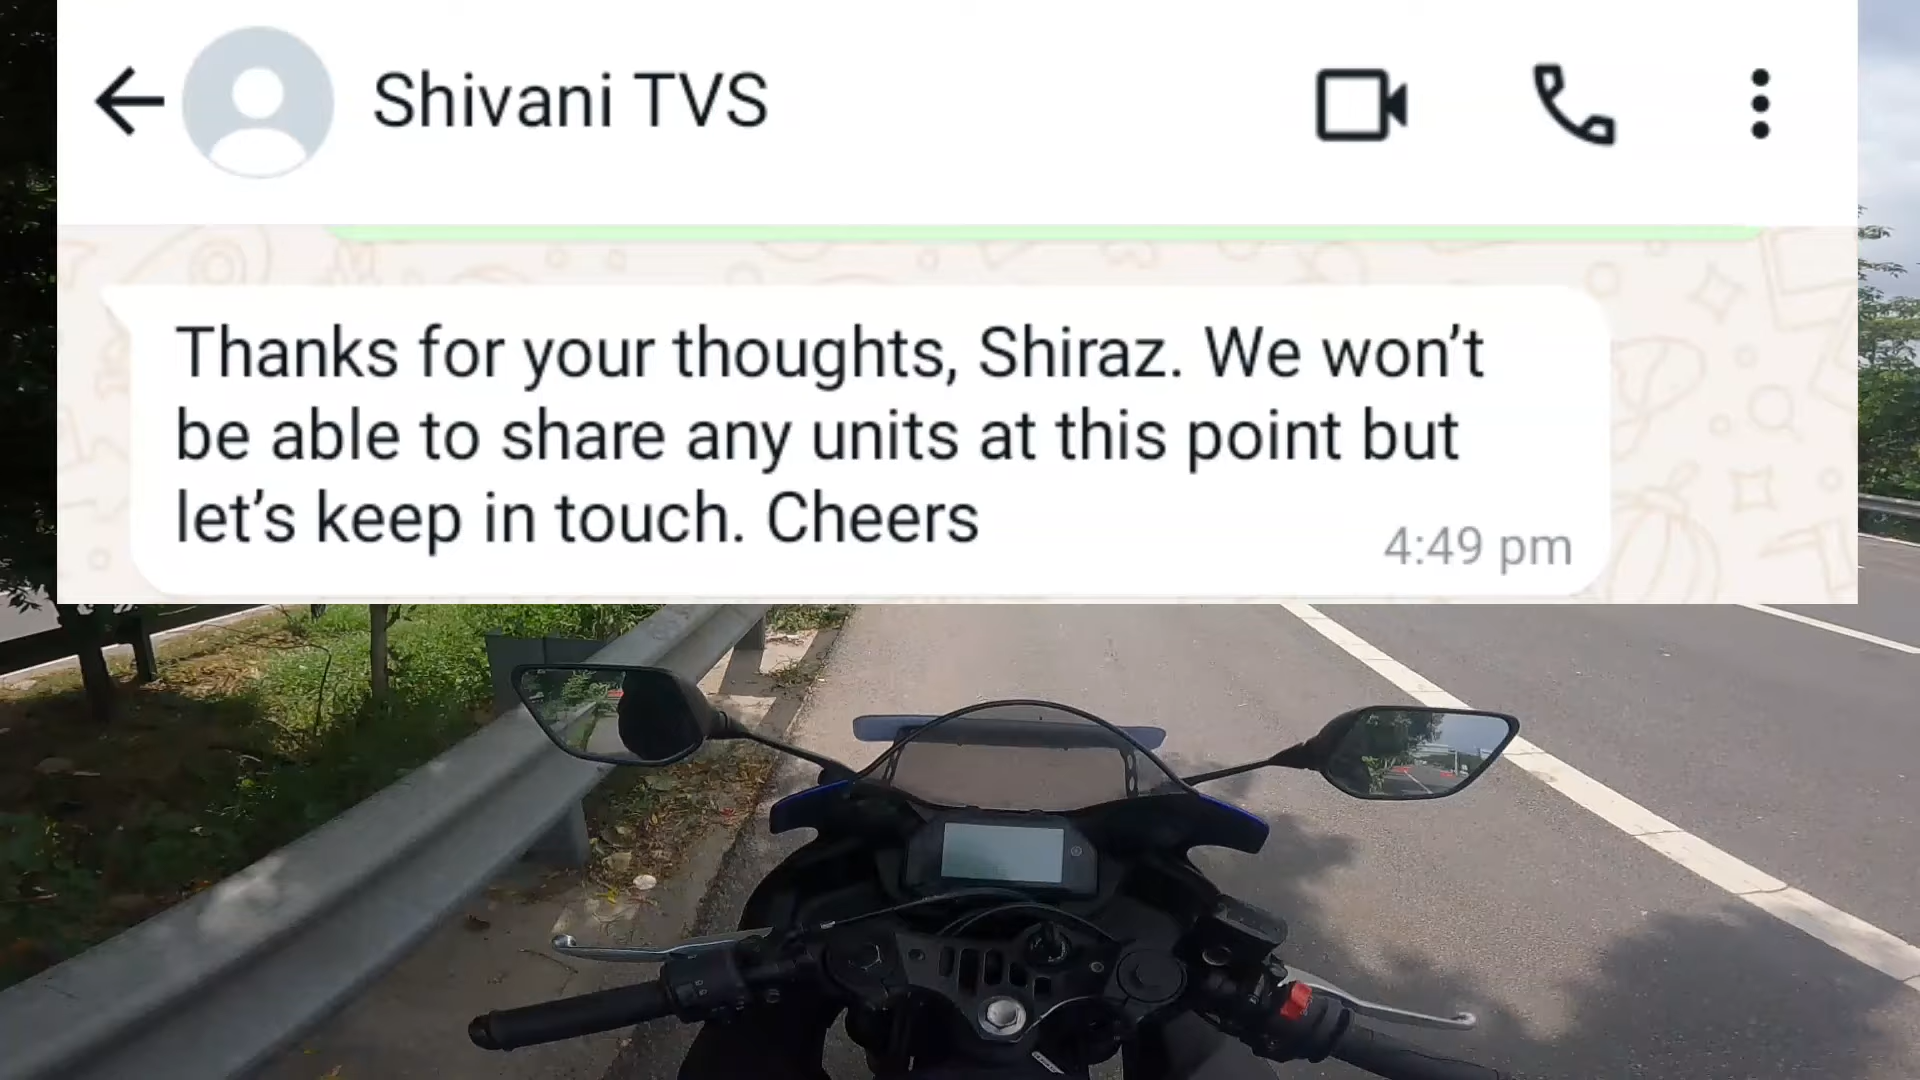 Shivani TVS
Thanks for your thoughts, Shiraz. We won’t
be able to share any units at this point but
let’s keep in touch. Cheers
4:49 pm